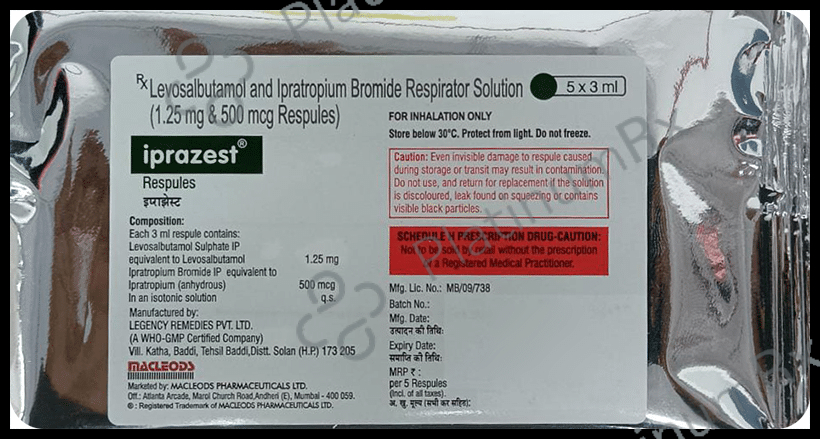 Rx Levosalbutamol and Ipratropium Bromide Respirator Solution
(1.25 mg & 500 mcg Respules)
5 x 3 ml
iprazest®
Respules
इप्राझेस्ट
Composition:
Each 3 ml respule contains:
Levosalbutamol Sulphate IP
equivalent to Levosalbutamol 1.25 mg
Ipratropium Bromide IP equivalent to
Ipratropium (anhydrous) 500 mcg
In an isotonic solution q.s.
Manufactured by:
LEGENCY REMEDIES PVT. LTD.
(A WHO-GMP Certified Company)
Vill. Katha, Baddi, Tehsil Baddi,Distt. Solan (H.P.) 173 205
MACLEODS
Marketed by: MACLEODS PHARMACEUTICALS LTD.
Off.: Atlanta Arcade, Marol Church Road,Andheri (E), Mumbai - 400 059.
® : Registered Trademark of MACLEODS PHARMACEUTICALS LTD.
FOR INHALATION ONLY
Store below 30°C. Protect from light. Do not freeze.
Caution: Even invisible damage to respule caused
during storage or transit may result in contamination.
Do not use, and return for replacement if the solution
is discoloured, leak found on squeezing or contains
visible black particles.
SCHEDULE H PRESCRIPTION DRUG-CAUTION:
Not to be sold by retail without the prescription
of a Registered Medical Practitioner.
Mfg. Lic. No.: MB/09/738
Batch No.:
Mfg. Date:
उत्पादन की तिथि:
Expiry Date:
समाप्ति की तिथि:
MRP ₹ :
per 5 Respules
(Incl. of all taxes).
अ. खु. मूल्य (सभी कर सहित):
PlatinumRx